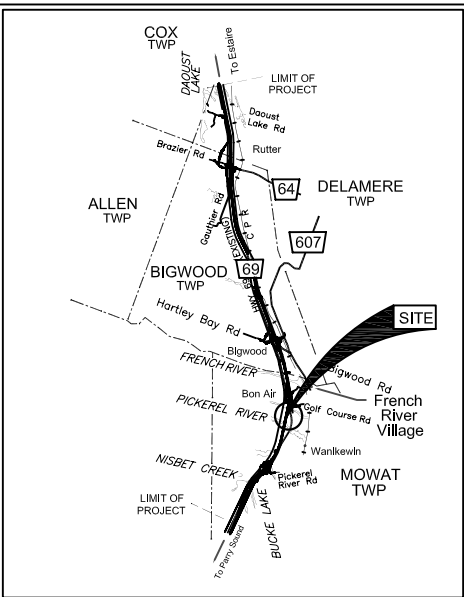 COX
TWP
To Estaire
DAOUST
LAKE
LIMIT OF
PROJECT
Daoust
Lake Rd
Brazier Rd
Rutter
64
DELAMERE
TWP
ALLEN
TWP
Gauthier Rd
C P R
607
HWY 69 (EXISTING)
69
BIGWOOD
TWP
SITE
Hartley Bay Rd
Bigwood
FRENCH RIVER
Bigwood Rd
Bon Air
French
River
Village
PICKEREL RIVER
Golf Course Rd
Wanikewin
NISBET CREEK
Pickerel
River Rd
MOWAT
TWP
LIMIT OF
PROJECT
BUCKE LAKE
To Parry Sound